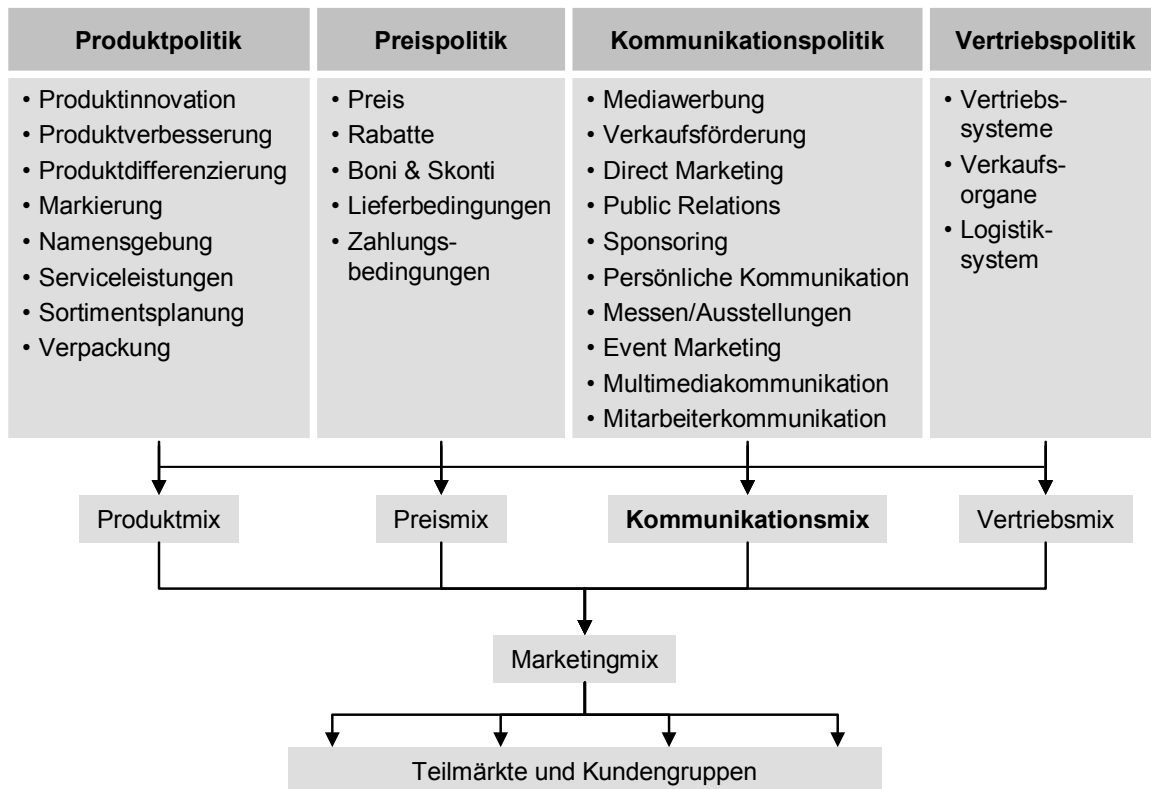 Produktpolitik
Preispolitik
Kommunikationspolitik
Vertriebspolitik
• Produktinnovation
• Produktverbesserung
• Produktdifferenzierung
• Markierung
• Namensgebung
• Serviceleistungen
• Sortimentsplanung
• Verpackung
• Preis
• Rabatte
• Boni & Skonti
• Lieferbedingungen
• Zahlungs-
bedingungen
• Mediawerbung
• Verkaufsförderung
• Direct Marketing
• Public Relations
• Sponsoring
• Persönliche Kommunikation
• Messen/Ausstellungen
• Event Marketing
• Multimediakommunikation
• Mitarbeiterkommunikation
• Vertriebs-
systeme
• Verkaufs-
organe
• Logistik-
system
Produktmix
Preismix
Kommunikationsmix
Vertriebsmix
Marketingmix
Teilmärkte und Kundengruppen